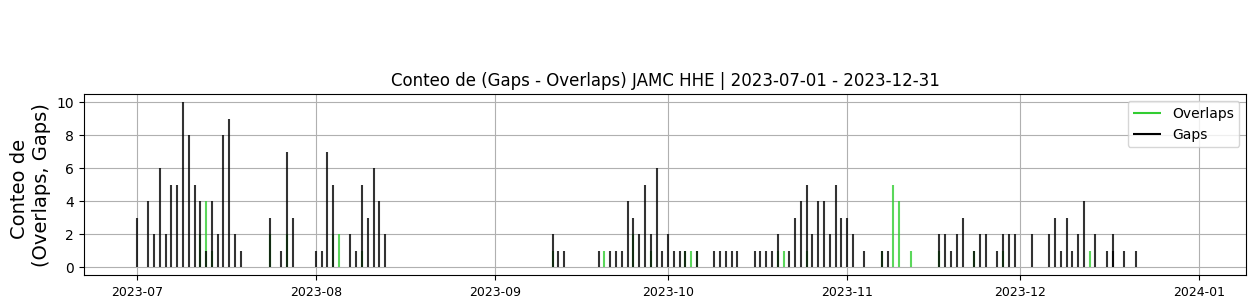 Conteo de (Gaps - Overlaps) JAMC HHE | 2023-07-01 - 2023-12-31
Conteo de
(Overlaps, Gaps)
10
8
6
4
2
0
Overlaps
Gaps
2023-07
2023-08
2023-09
2023-10
2023-11
2023-12
2024-01